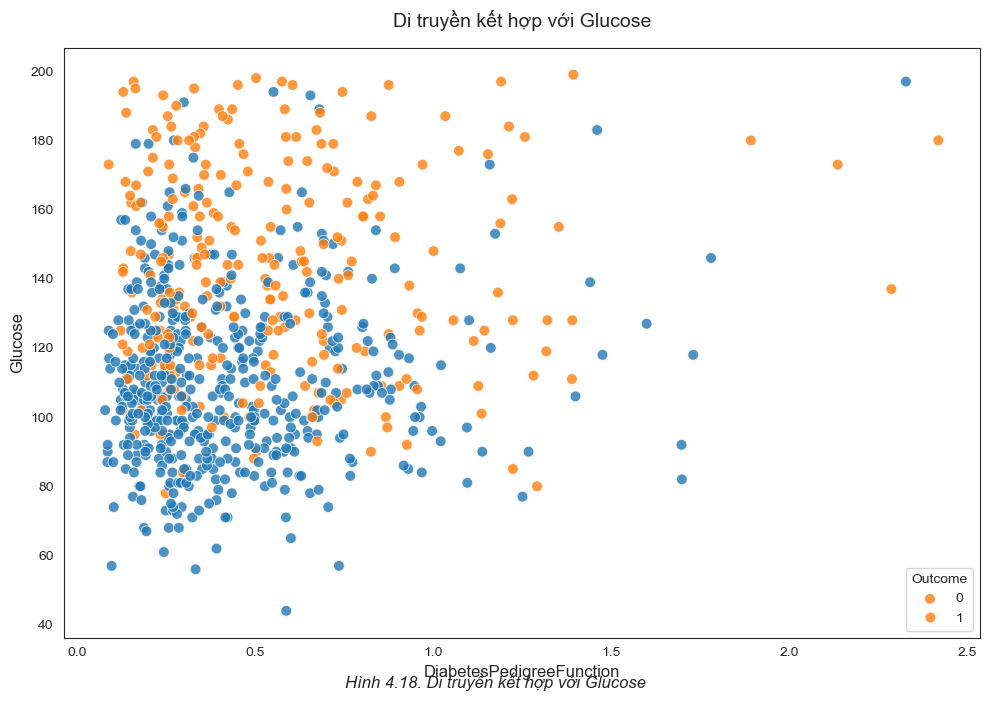 Di truyền kết hợp với Glucose
200
180
160
140
120
100
80
60
40
Glucose
0.0 0.5 1.0 1.5 2.0 2.5
DiabetesPedigreeFunction
Hình 4.18. Di truyền kết hợp với Glucose
Outcome
0
1